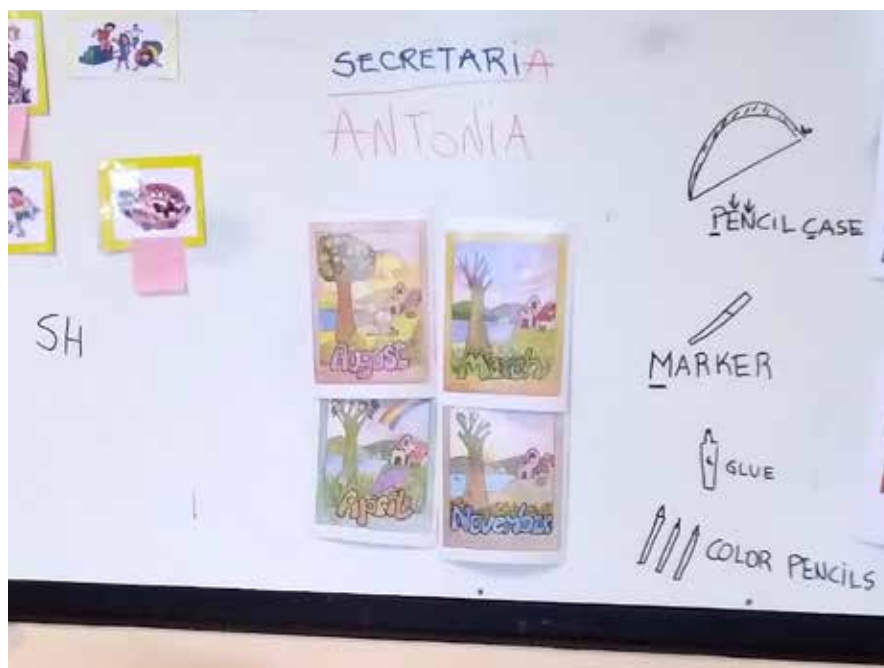 SECRETARIA
ANTONIA
SH
August
March
April
November
PENCIL CASE
MARKER
GLUE
COLOR PENCILS